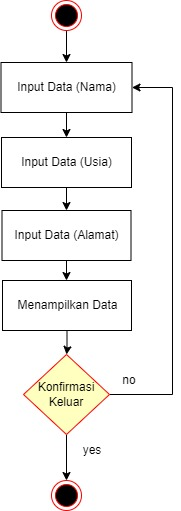 Input Data (Nama)
Input Data (Usia)
Input Data (Alamat)
Menampilkan Data
Konfirmasi
Keluar
no
yes